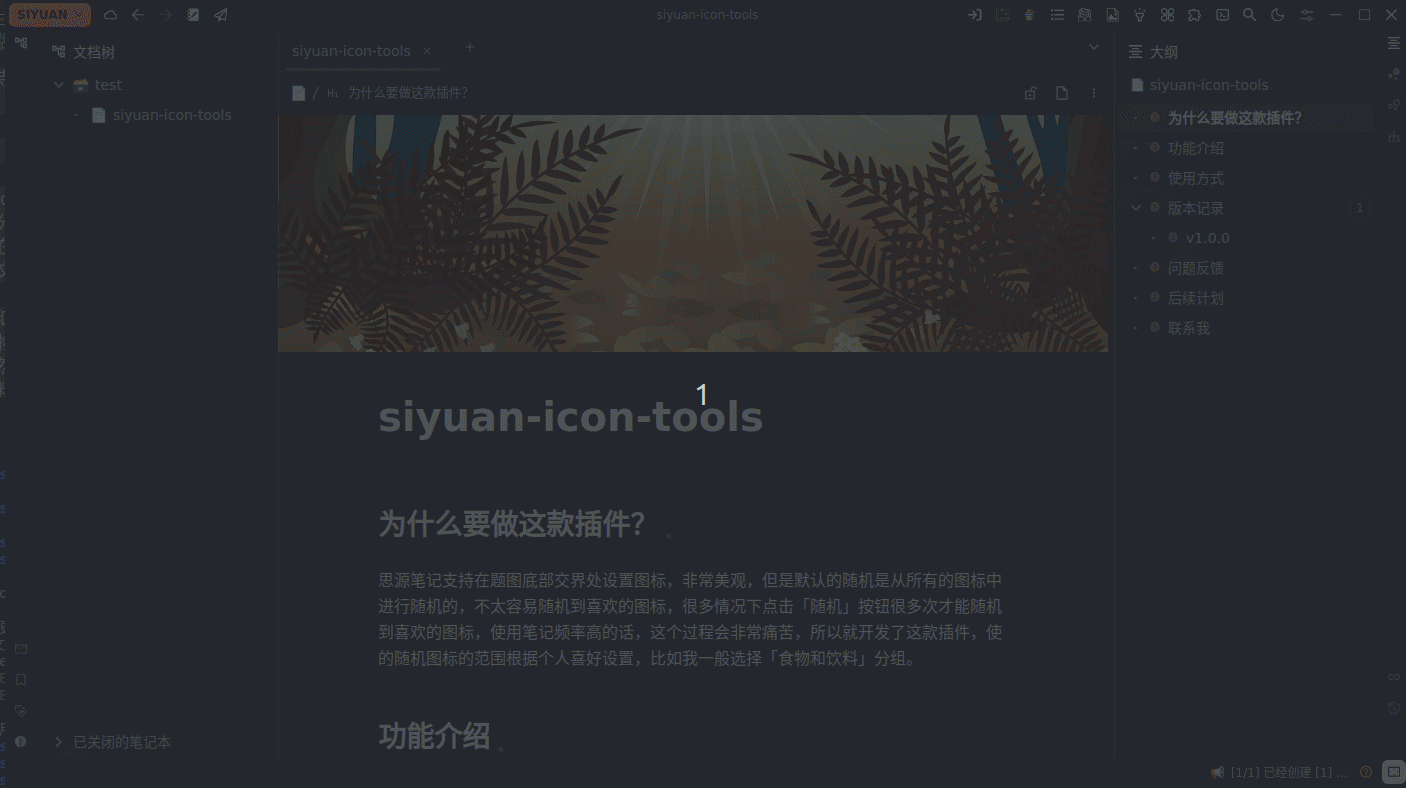 SIYUAN
siyuan-icon-tools
文档树
test
siyuan-icon-tools
已关闭的笔记本
siyuan-icon-tools ×
/ H1 为什么要做这款插件？
1
siyuan-icon-tools
为什么要做这款插件？
思源笔记支持在题图底部交界处设置图标，非常美观，但是默认的随机是从所有的图标中
进行随机的，不太容易随机到喜欢的图标，很多情况下点击「随机」按钮很多次才能随机
到喜欢的图标，使用笔记频率高的话，这个过程会非常痛苦，所以就开发了这款插件，使
的随机图标的范围根据个人喜好设置，比如我一般选择「食物和饮料」分组。
功能介绍
大纲
siyuan-icon-tools
为什么要做这款插件？
功能介绍
使用方式
版本记录 1
v1.0.0
问题反馈
后续计划
联系我
[1/1] 已经创建 [1] ...